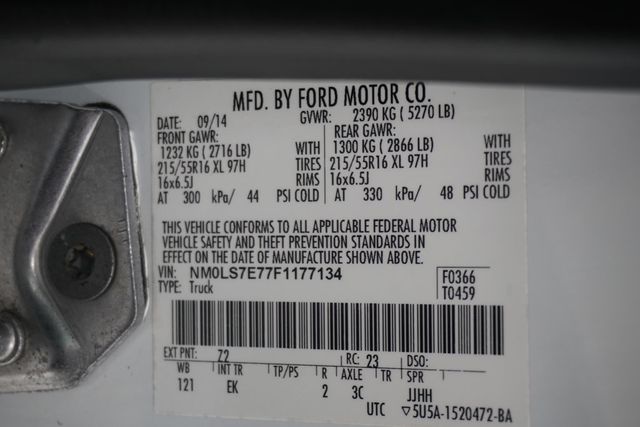 MFD. BY FORD MOTOR CO.
DATE: 09/14 GVWR: 2390 KG ( 5270 LB)
FRONT GAWR: REAR GAWR:
1232 KG ( 2716 LB) WITH 1300 KG ( 2866 LB) WITH
215/55R16 XL 97H TIRES 215/55R16 XL 97H TIRES
16x6.5J RIMS 16x6.5J RIMS
AT 300 kPa/ 44 PSI COLD AT 330 kPa/ 48 PSI COLD
THIS VEHICLE CONFORMS TO ALL APPLICABLE FEDERAL MOTOR
VEHICLE SAFETY AND THEFT PREVENTION STANDARDS IN
EFFECT ON THE DATE OF MANUFACTURE SHOWN ABOVE.
VIN: NM0LS7E77F1177134 F0366
TYPE: Truck T0459
EXT PNT: 72 RC: 23 DSO:
WB INT TR TP/PS R AXLE TR SPR
121 EK 2 3C JJHH
UTC ▽5U5A-1520472-BA